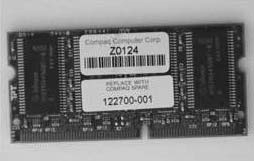 Compaq Computer Corp.
Z0124
REPLACE WITH
COMPAQ SPARE
122700-001